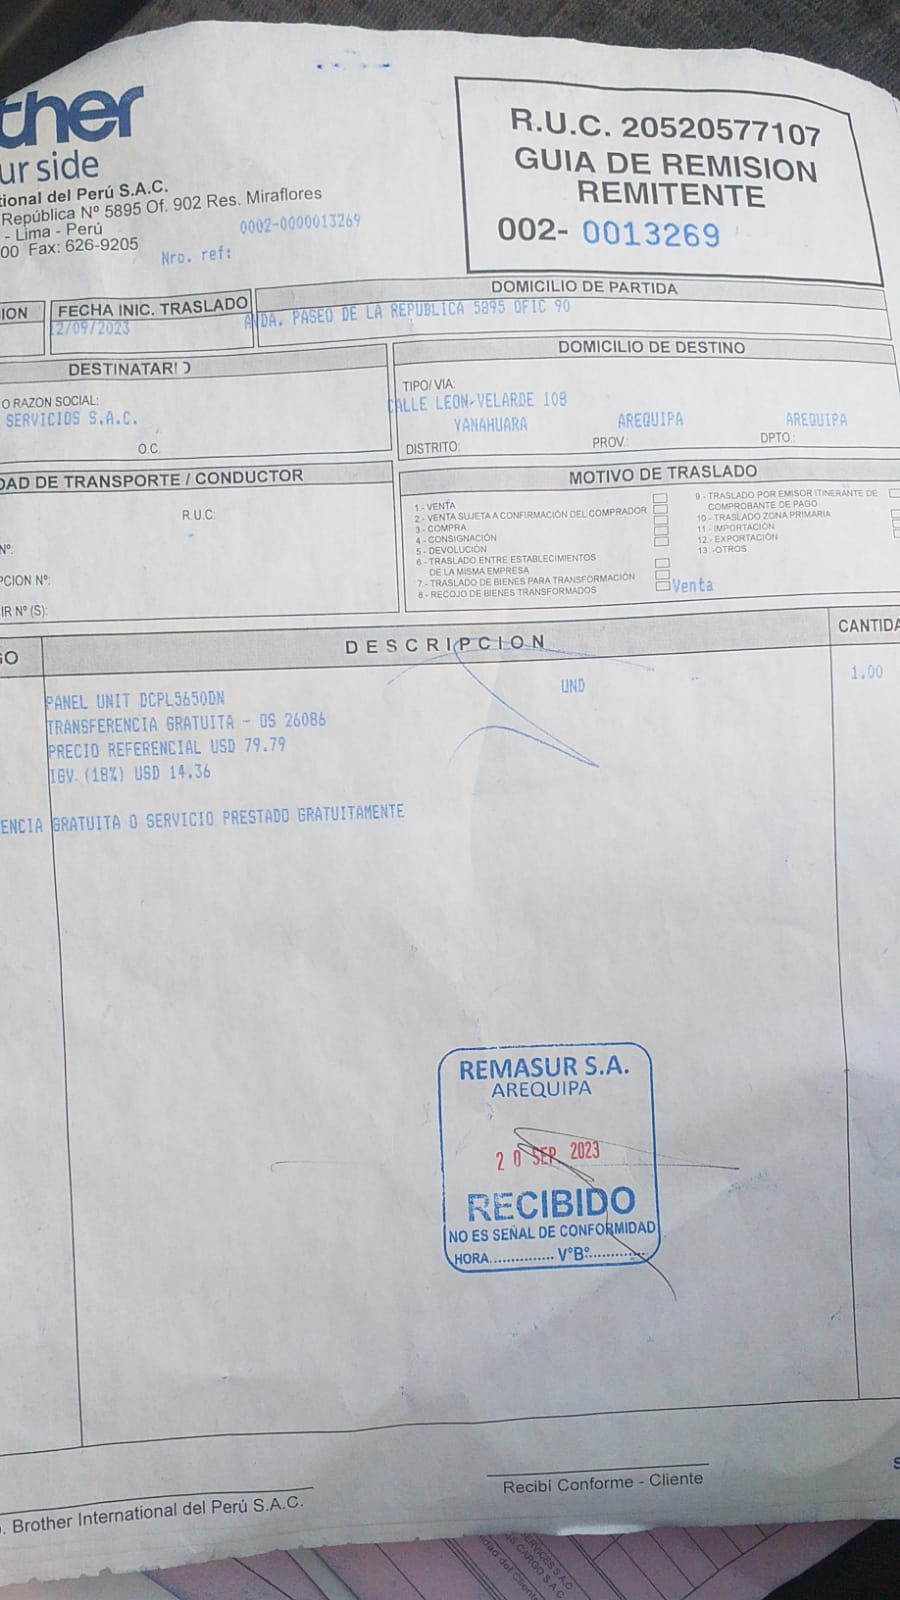 ther
ur side
tional del Perú S.A.C.
República Nº 5895 Of. 902 Res. Miraflores
- Lima - Perú
00 Fax: 626-9205
0002-0000013269
Nro. ref:
R.U.C. 20520577107
GUIA DE REMISION
REMITENTE
002- 0013269
ION
FECHA INIC. TRASLADO
12/09/2023
DOMICILIO DE PARTIDA
AVDA. PASEO DE LA REPUBLICA 5895 OFIC 90
DESTINATARIO
O RAZON SOCIAL:
SERVICIOS S.A.C.
O.C.
DOMICILIO DE DESTINO
TIPO/VIA:
CALLE LEON-VELARDE 108
YANAHUARA AREQUIPA AREQUIPA
DISTRITO: PROV.: DPTO.:
DAD DE TRANSPORTE / CONDUCTOR
R.U.C:
Nº:
PCION Nº:
IR Nº (S):
MOTIVO DE TRASLADO
1.- VENTA
2.- VENTA SUJETA A CONFIRMACIÓN DEL COMPRADOR
3.- COMPRA
4.- CONSIGNACIÓN
5.- DEVOLUCIÓN
6.- TRASLADO ENTRE ESTABLECIMIENTOS
DE LA MISMA EMPRESA
7.- TRASLADO DE BIENES PARA TRANSFORMACIÓN
8.- RECOJO DE BIENES TRANSFORMADOS
9.- TRASLADO POR EMISOR ITINERANTE DE
COMPROBANTE DE PAGO
10.- TRASLADO ZONA PRIMARIA
11.- IMPORTACIÓN
12.- EXPORTACIÓN
13.-OTROS
Venta
GO
DESCRIPCION
CANTIDA
PANEL UNIT DCPL5650DN UND 1.00
TRANSFERENCIA GRATUITA - OS 26086
PRECIO REFERENCIAL USD 79.79
IGV (18%) USD 14.36
ENCIA GRATUITA O SERVICIO PRESTADO GRATUITAMENTE
REMASUR S.A.
AREQUIPA
20 SEP. 2023
RECIBIDO
NO ES SEÑAL DE CONFORMIDAD
HORA............... VºBº...............
. Brother International del Perú S.A.C.
Recibí Conforme - Cliente
S
SERVICES S.A.C
CARGO S.A.C
dad del Cliente